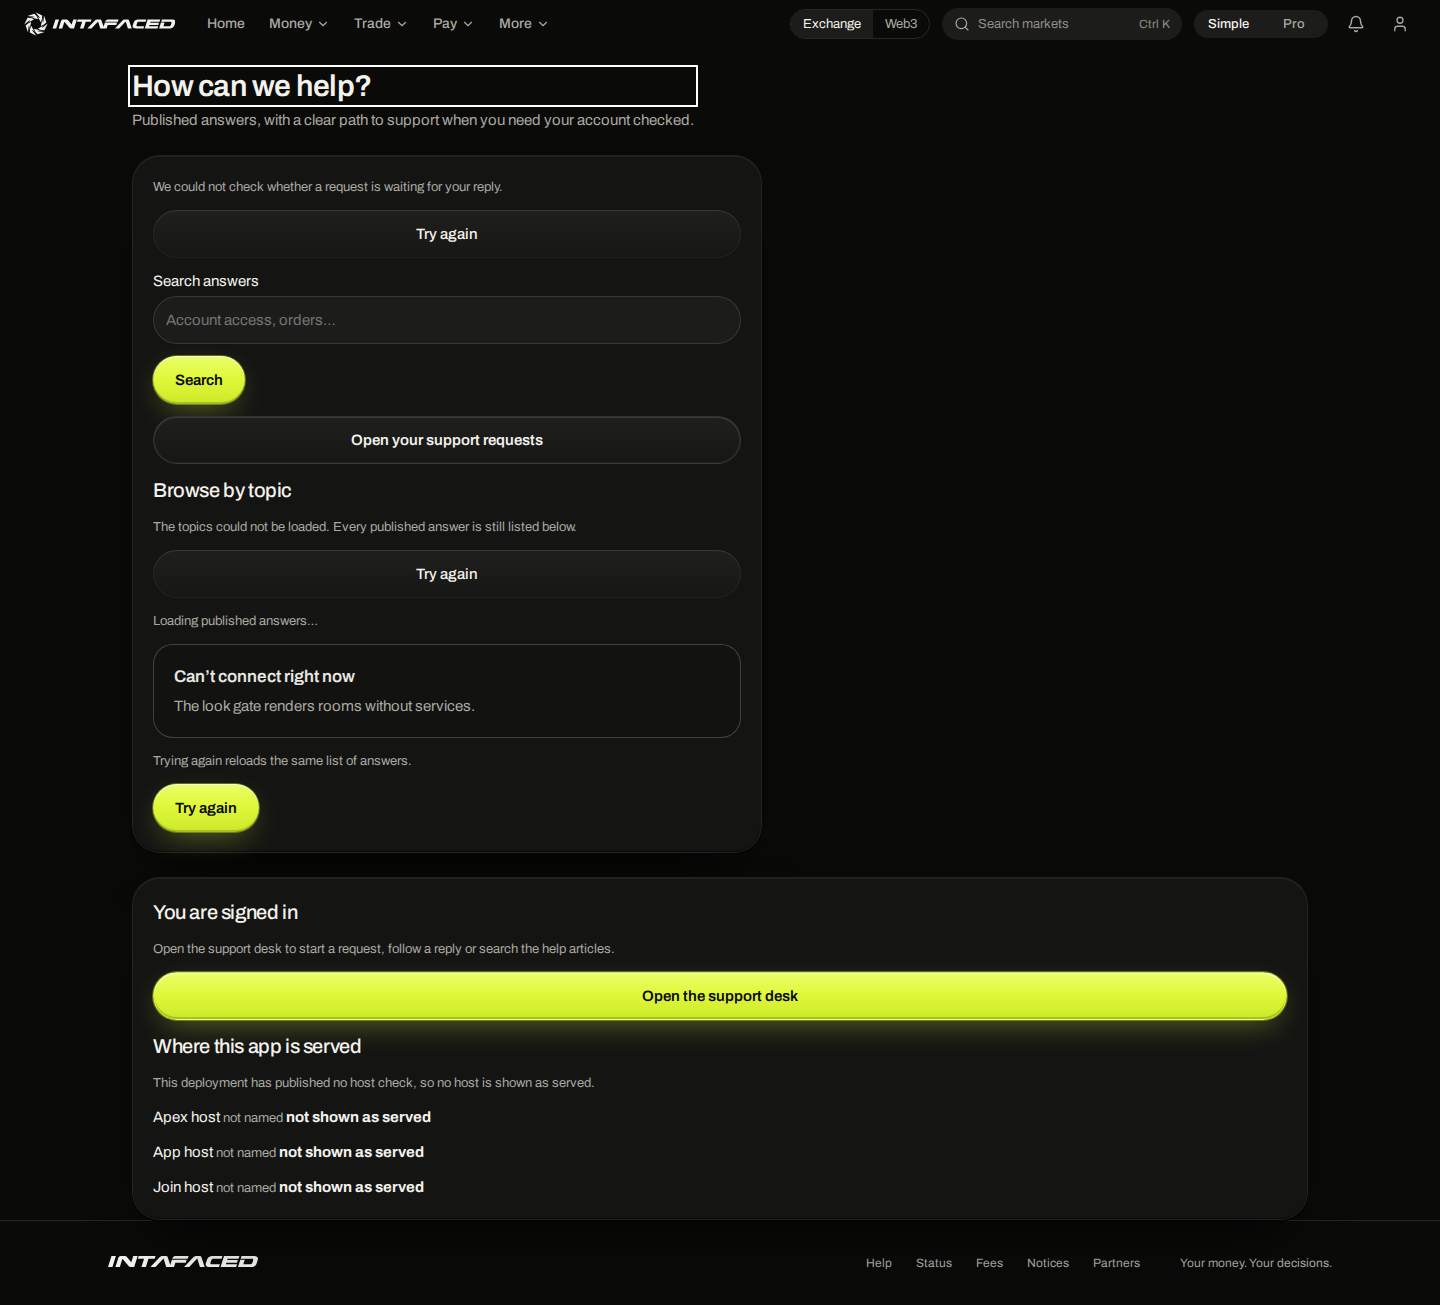 INTAFACED
Home
Money
Trade
Pay
More
Exchange
Web3
Search markets
Ctrl K
Simple
Pro
How can we help?
Published answers, with a clear path to support when you need your account checked.
We could not check whether a request is waiting for your reply.
Try again
Search answers
Account access, orders...
Search
Open your support requests
Browse by topic
The topics could not be loaded. Every published answer is still listed below.
Try again
Loading published answers...
Can’t connect right now
The look gate renders rooms without services.
Trying again reloads the same list of answers.
Try again
You are signed in
Open the support desk to start a request, follow a reply or search the help articles.
Open the support desk
Where this app is served
This deployment has published no host check, so no host is shown as served.
Apex host not named not shown as served
App host not named not shown as served
Join host not named not shown as served
INTAFACED
Help
Status
Fees
Notices
Partners
Your money. Your decisions.